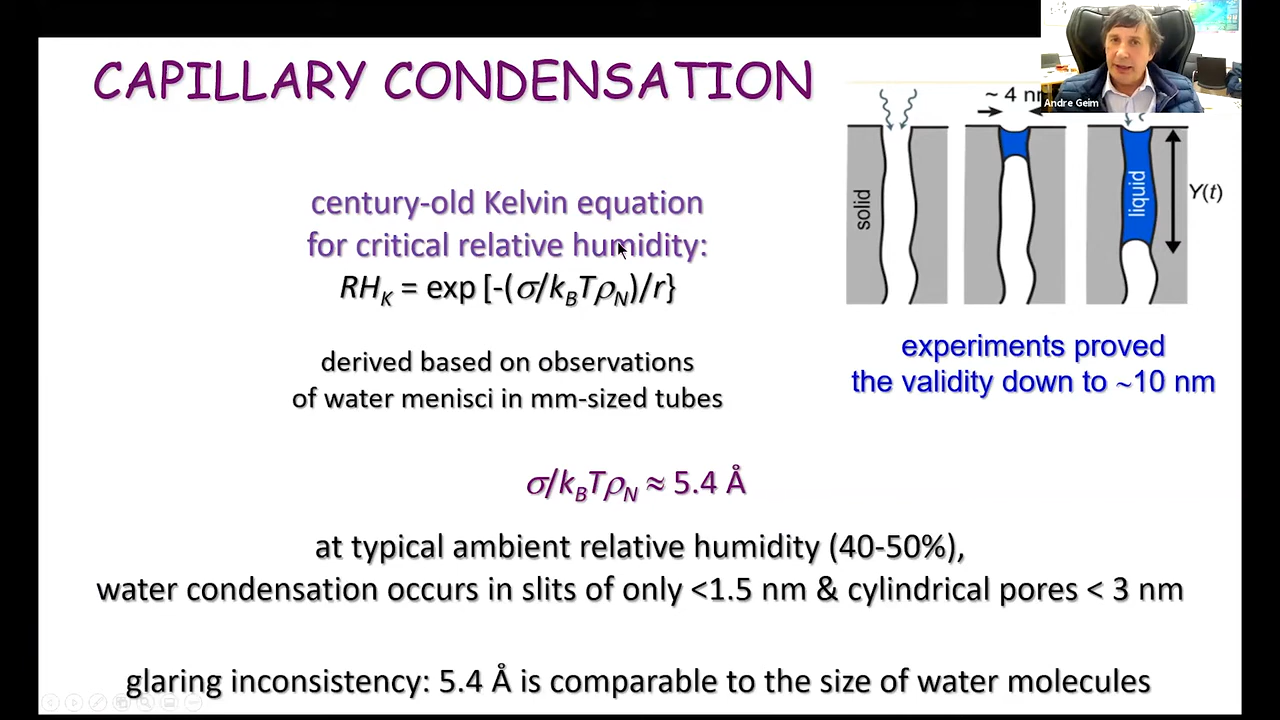 CAPILLARY CONDENSATION
Andre Geim
~ 4 nm
solid
liquid
Y(t)
century-old Kelvin equation
for critical relative humidity:
RH_K = exp [-(σ/k_BTρ_N)/r}
experiments proved
the validity down to ~10 nm
derived based on observations
of water menisci in mm-sized tubes
σ/k_BTρ_N ≈ 5.4 Å
at typical ambient relative humidity (40-50%),
water condensation occurs in slits of only <1.5 nm & cylindrical pores < 3 nm
glaring inconsistency: 5.4 Å is comparable to the size of water molecules